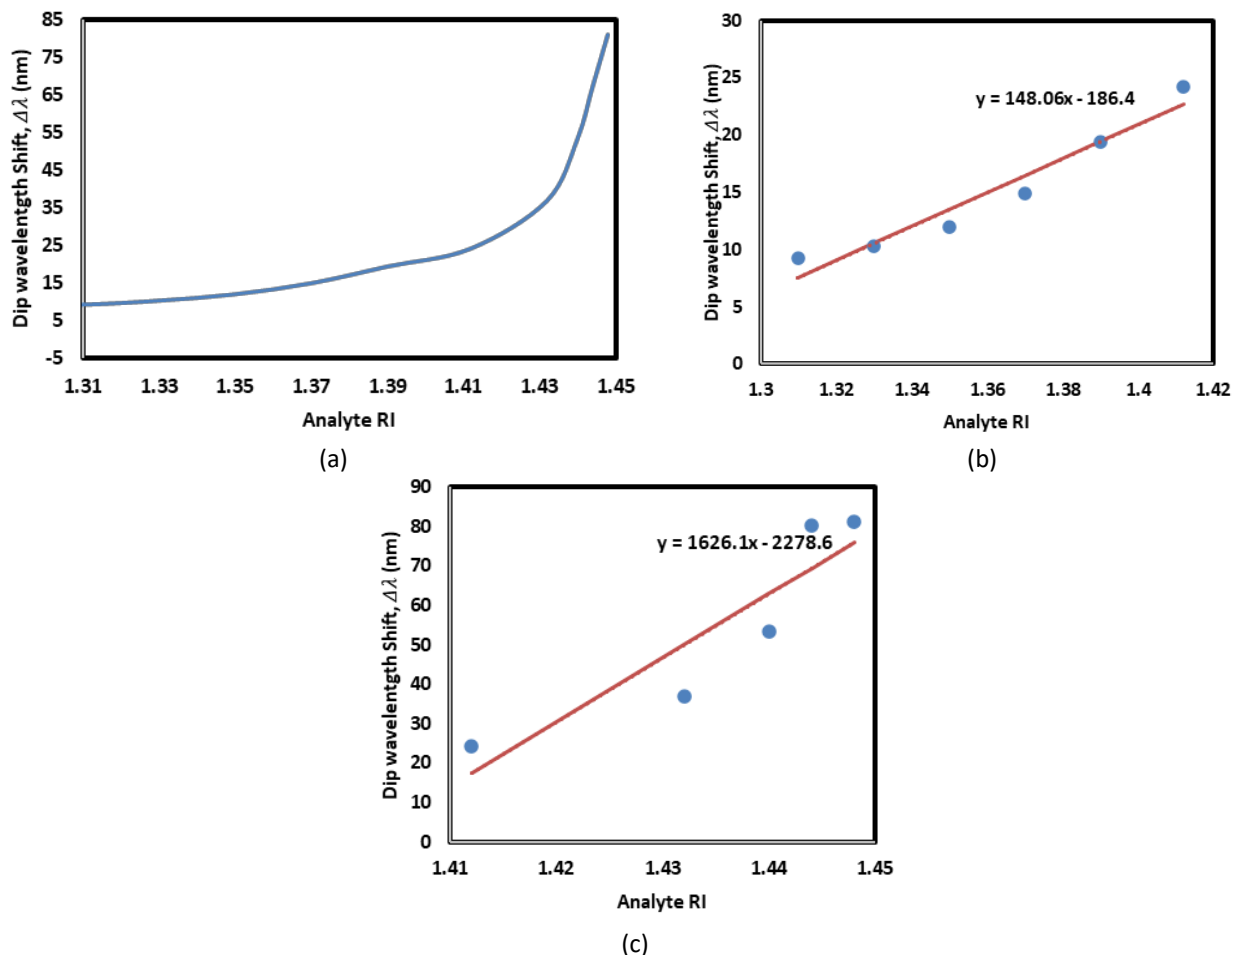 Dip wavelentgth Shift, Δλ (nm)
85
75
65
55
45
35
25
15
5
-5
1.31 1.33 1.35 1.37 1.39 1.41 1.43 1.45
Analyte RI
(a)
Dip wavelentgth Shift, Δλ (nm)
30
25
20
15
10
5
0
y = 148.06x - 186.4
1.3 1.32 1.34 1.36 1.38 1.4 1.42
Analyte RI
(b)
Dip wavelentgth Shift, Δλ (nm)
90
80
70
60
50
40
30
20
10
0
y = 1626.1x - 2278.6
1.41 1.42 1.43 1.44 1.45
Analyte RI
(c)